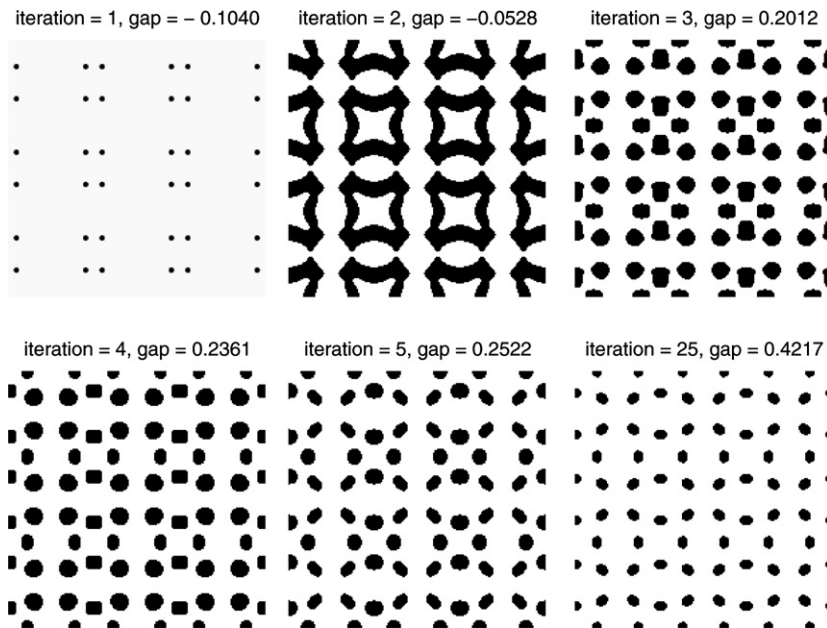 iteration = 1, gap = − 0.1040
iteration = 2, gap = −0.0528
iteration = 3, gap = 0.2012
iteration = 4, gap = 0.2361
iteration = 5, gap = 0.2522
iteration = 25, gap = 0.4217